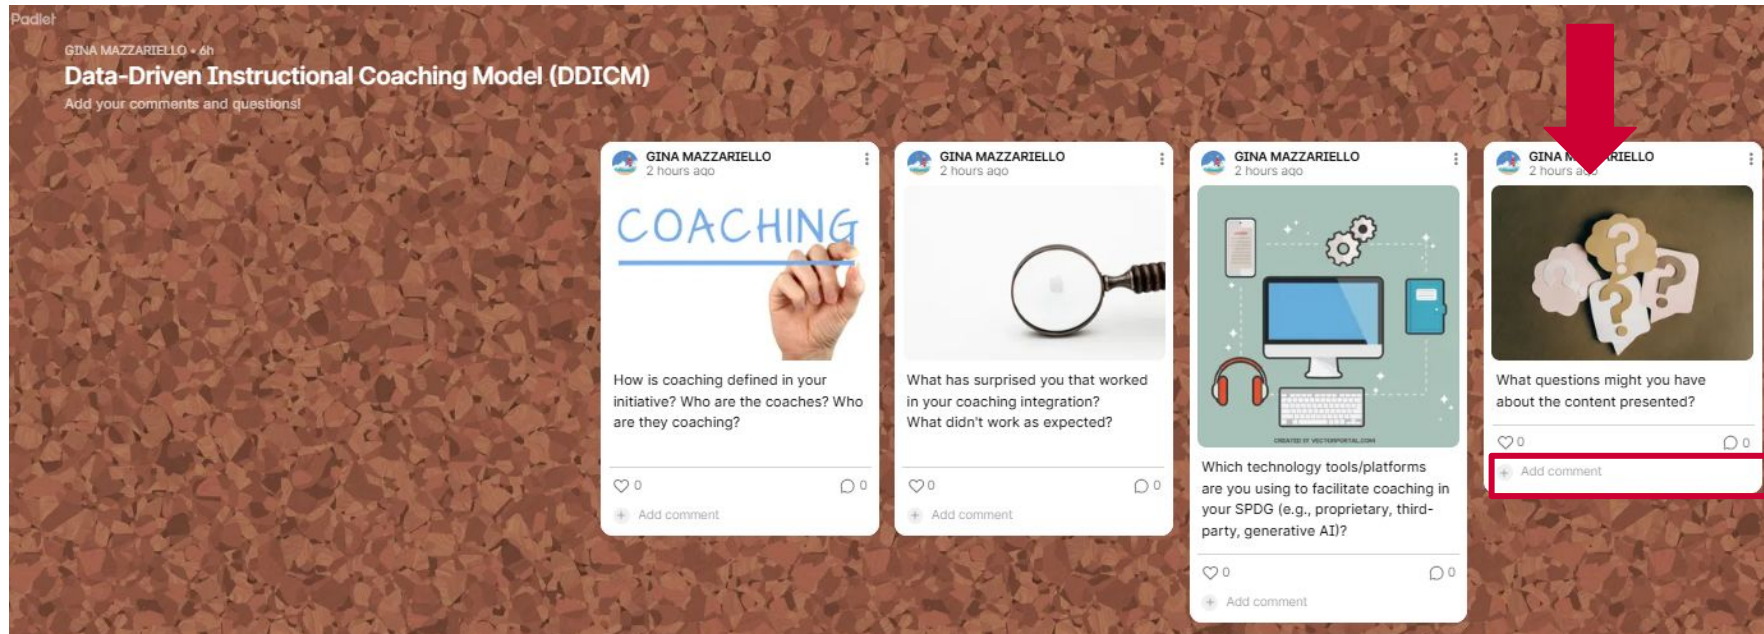 Padlet
GINA MAZZARIELLO • 6h
Data-Driven Instructional Coaching Model (DDICM)
Add your comments and questions!
GINA MAZZARIELLO
2 hours ago
COACHING
How is coaching defined in your
initiative? Who are the coaches? Who
are they coaching?
0
0
Add comment
GINA MAZZARIELLO
2 hours ago
What has surprised you that worked
in your coaching integration?
What didn't work as expected?
0
0
Add comment
GINA MAZZARIELLO
2 hours ago
CREATED BY VECTORPORTAL.COM
Which technology tools/platforms
are you using to facilitate coaching in
your SPDG (e.g., proprietary, third-
party, generative AI)?
0
0
Add comment
GINA RIELLO
2 hours ago
? ? ? ?
What questions might you have
about the content presented?
0
0
Add comment